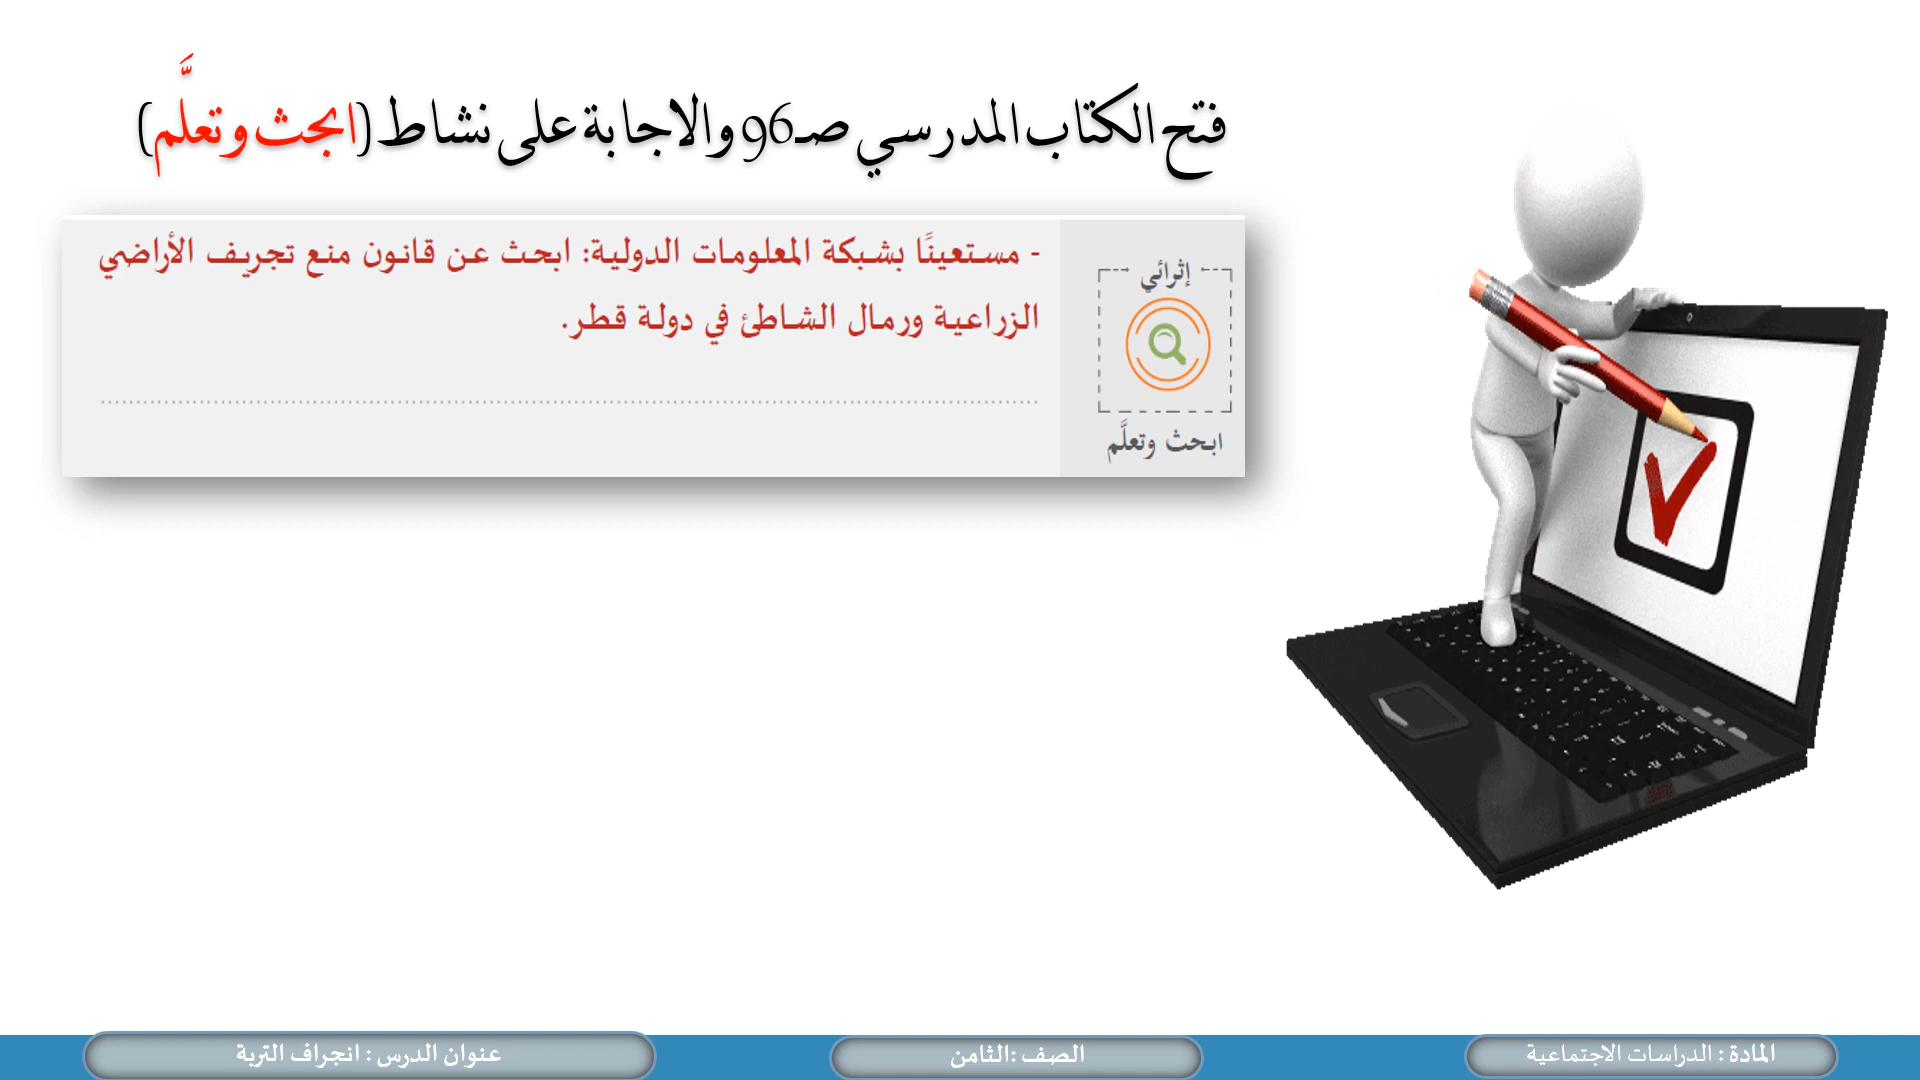 فتح الكتاب المدرسي صـ96 والاجابة على نشاط (ابحث وتعلَّم)
- مستعينًا بشبكة المعلومات الدولية: ابحث عن قانون منع تجريف الأراضي
الزراعية ورمال الشاطئ في دولة قطر.
إثرائي
ابحث وتعلَّم
المادة : الدراسات الاجتماعية
الصف :الثامن
عنوان الدرس : انجراف التربة